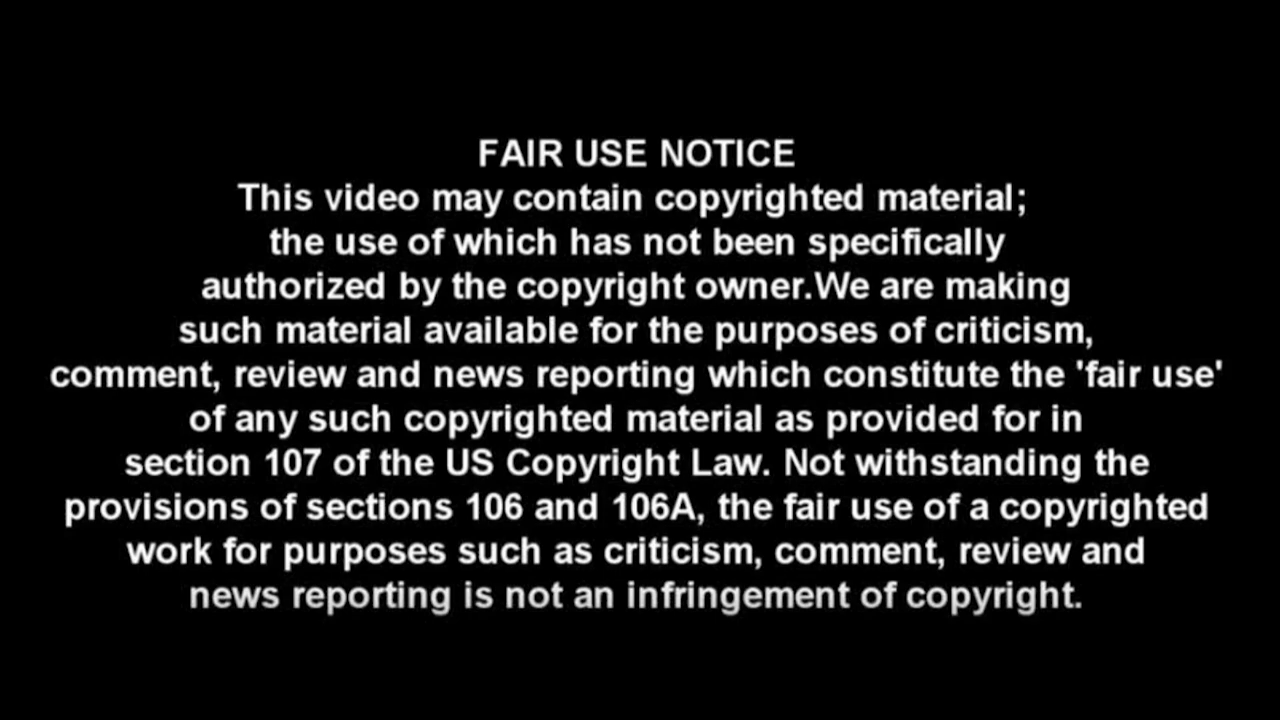 FAIR USE NOTICE
This video may contain copyrighted material;
the use of which has not been specifically
authorized by the copyright owner.We are making
such material available for the purposes of criticism,
comment, review and news reporting which constitute the 'fair use'
of any such copyrighted material as provided for in
section 107 of the US Copyright Law. Not withstanding the
provisions of sections 106 and 106A, the fair use of a copyrighted
work for purposes such as criticism, comment, review and
news reporting is not an infringement of copyright.